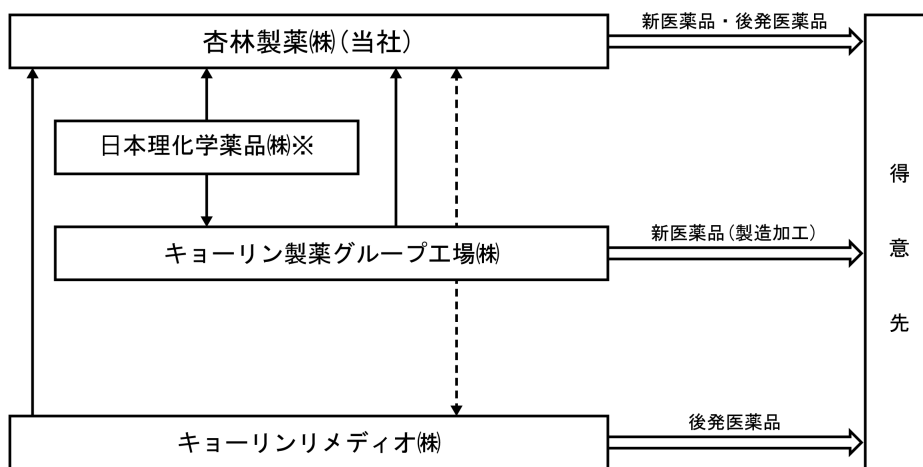 杏林製薬㈱(当社)
新医薬品・後発医薬品
日本理化学薬品㈱※
キョーリン製薬グループ工場㈱
新医薬品(製造加工)
キョーリンリメディオ㈱
後発医薬品
得
意
先